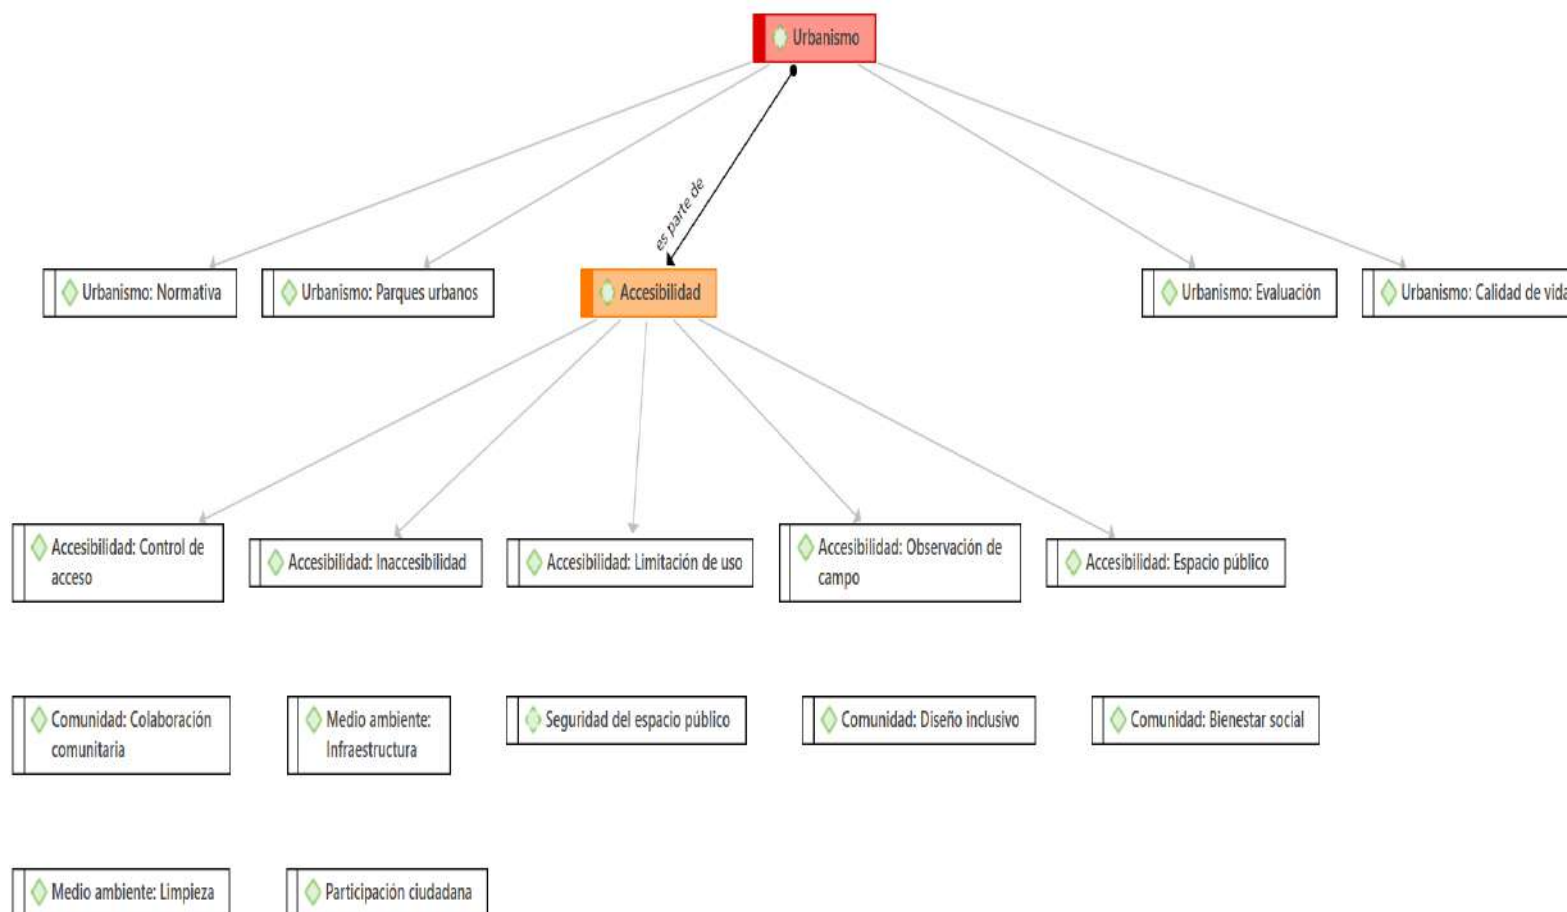 Urbanismo
es parte de
Urbanismo: Normativa
Urbanismo: Parques urbanos
Accesibilidad
Urbanismo: Evaluación
Urbanismo: Calidad de vida
Accesibilidad: Control de
acceso
Accesibilidad: Inaccesibilidad
Accesibilidad: Limitación de uso
Accesibilidad: Observación de
campo
Accesibilidad: Espacio público
Comunidad: Colaboración
comunitaria
Medio ambiente:
Infraestructura
Seguridad del espacio público
Comunidad: Diseño inclusivo
Comunidad: Bienestar social
Medio ambiente: Limpieza
Participación ciudadana